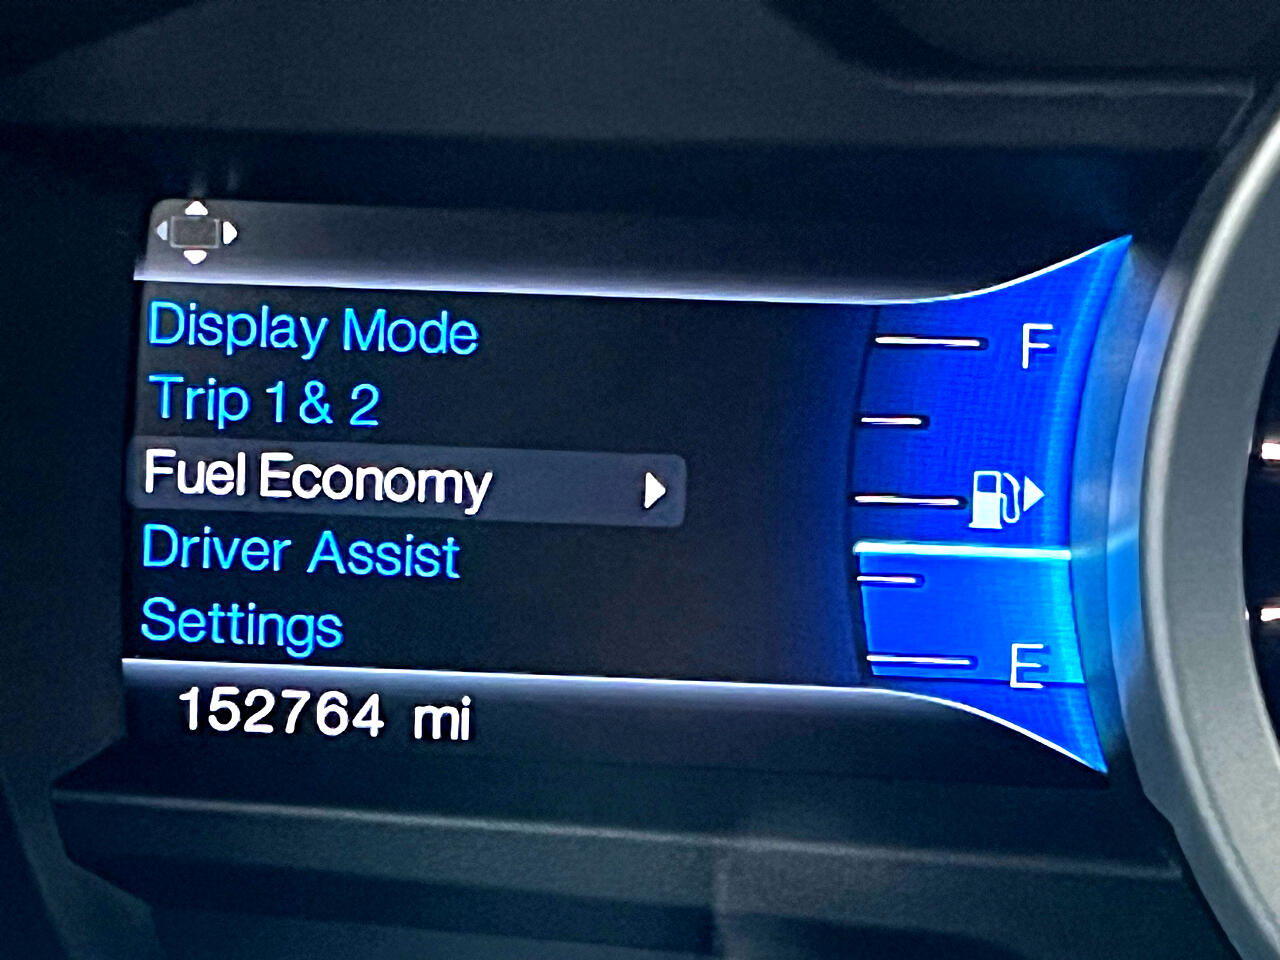 Display Mode
Trip 1 & 2
Fuel Economy
Driver Assist
Settings
152764 mi
F
E